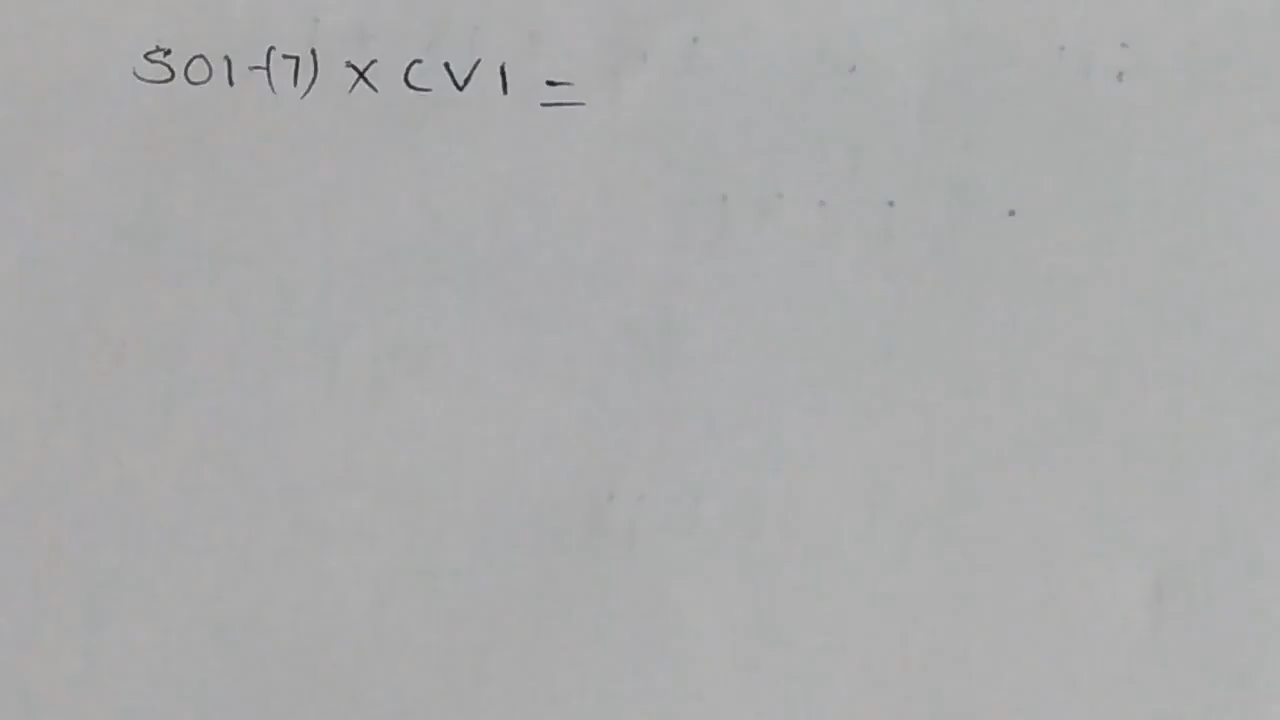 501-(7) × CVI =